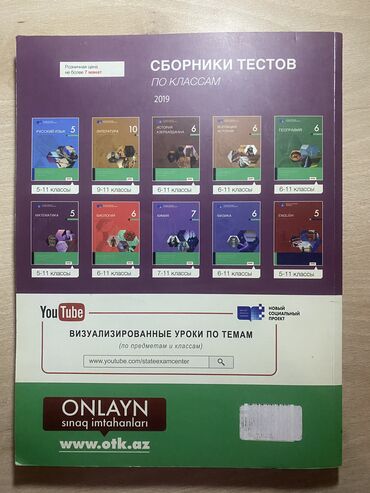 Розничная цена
не более 7 манат
СБОРНИКИ ТЕСТОВ
ПО КЛАССАМ
2019
РУССКИЙ ЯЗЫК 5
ЛИТЕРАТУРА 10
ИСТОРИЯ АЗЕРБАЙДЖАНА 6
ВСЕОБЩАЯ ИСТОРИЯ 6
ГЕОГРАФИЯ 6
5-11 классы
9-11 классы
6-11 классы
6-11 классы
6-11 классы
МАТЕМАТИКА 5
БИОЛОГИЯ 6
ХИМИЯ 7
ФИЗИКА 6
ENGLISH 5
5-11 классы
6-11 классы
7-11 классы
6-11 классы
5-11 классы
YouTube
НОВЫЙ
СОЦИАЛЬНЫЙ
ПРОЕКТ
ВИЗУАЛИЗИРОВАННЫЕ УРОКИ ПО ТЕМАМ
(по предметам и классам)
www.youtube.com/stateexamcenter
ONLAYN
sınaq imtahanları
www.otk.az